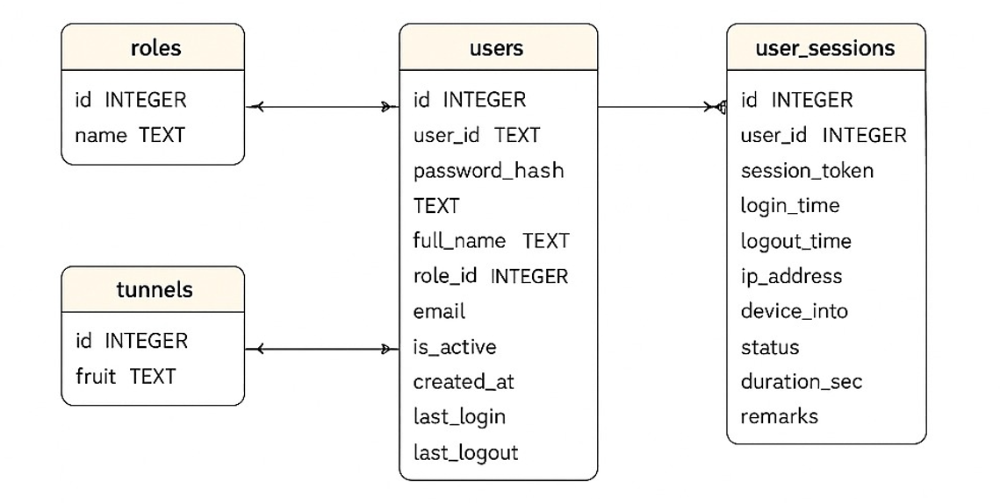 roles
id INTEGER
name TEXT
tunnels
id INTEGER
fruit TEXT
users
id INTEGER
user_id TEXT
password_hash
TEXT
full_name TEXT
role_id INTEGER
email
is_active
created_at
last_login
last_logout
user_sessions
id INTEGER
user_id INTEGER
session_token
login_time
logout_time
ip_address
device_into
status
duration_sec
remarks